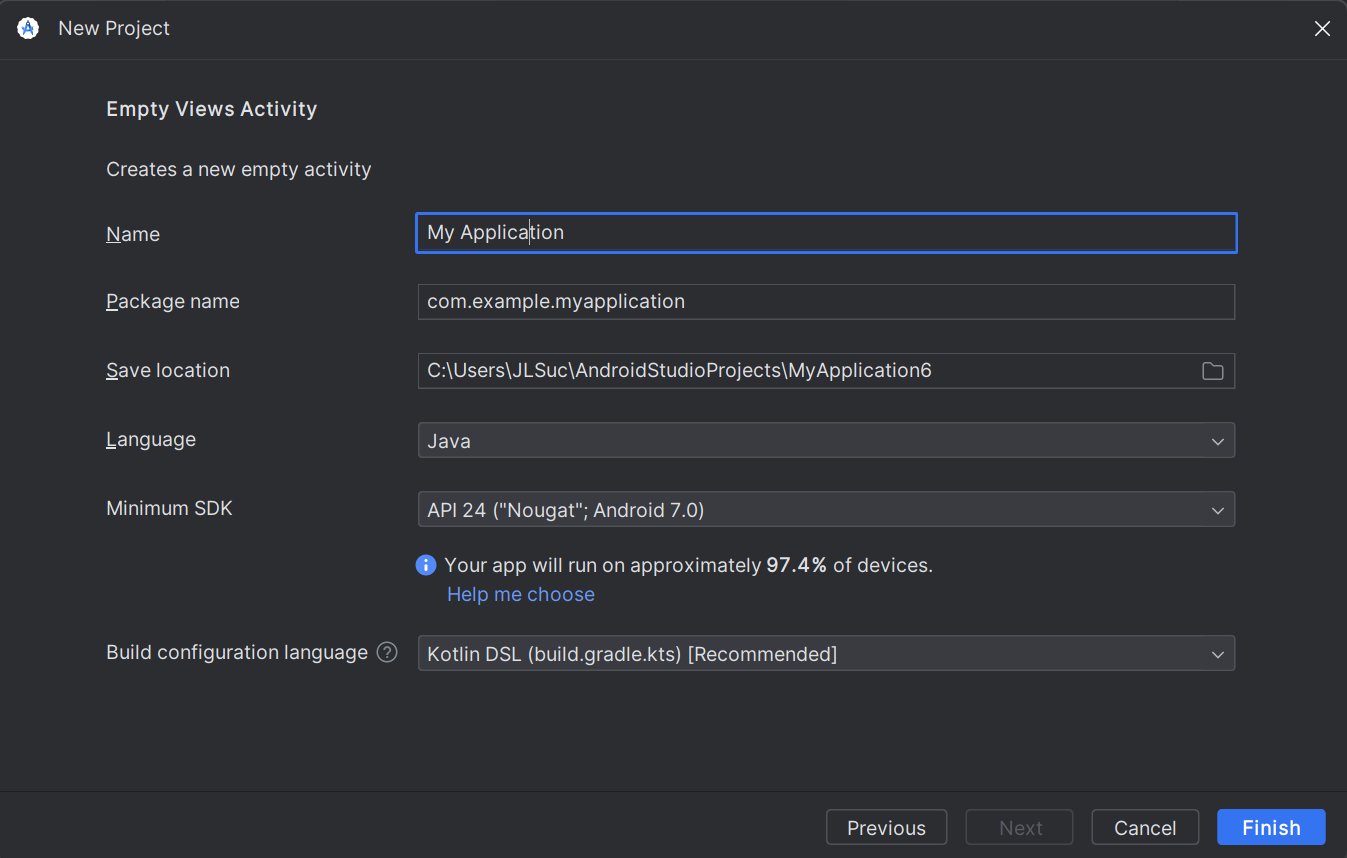 New Project
Empty Views Activity
Creates a new empty activity
Name My Application
Package name com.example.myapplication
Save location C:\Users\JLSuc\AndroidStudioProjects\MyApplication6
Language Java
Minimum SDK API 24 ("Nougat"; Android 7.0)
Your app will run on approximately 97.4% of devices.
Help me choose
Build configuration language ? Kotlin DSL (build.gradle.kts) [Recommended]
Previous Next Cancel Finish